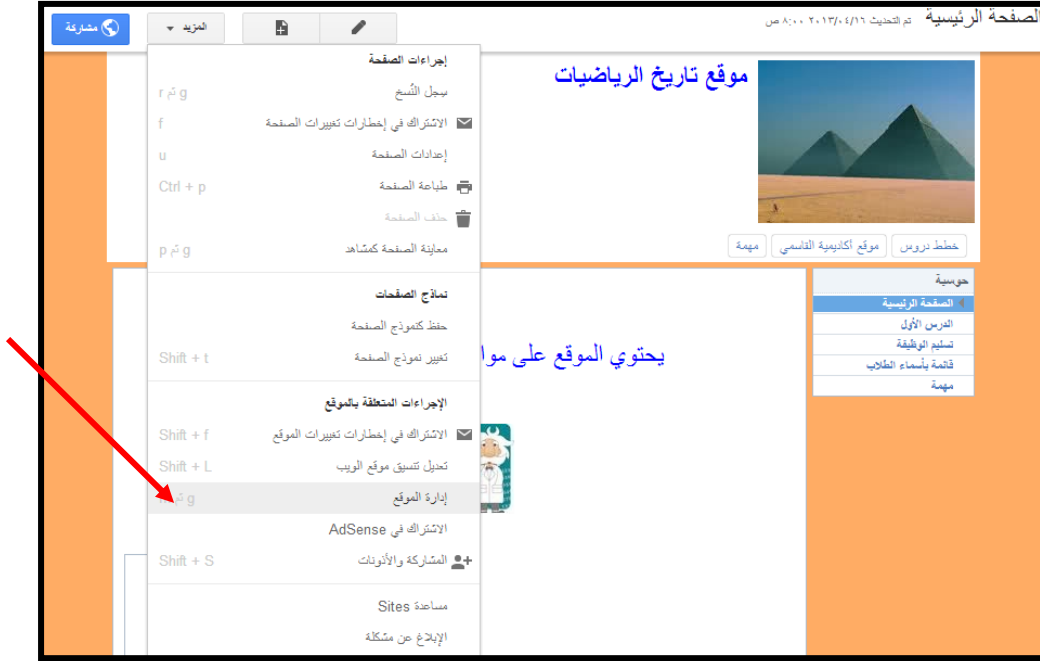 الصفحة الرئيسية تم التحديث ٢٠١٣/٠٤/١٦ ٨:٠٠ ص
المزيد
مشاركة
موقع تاريخ الرياضيات
خطط دروس
موقع أكاديمية القاسمي
مهمة
حوسبة
الصفحة الرئيسية
الدرس الأول
تسليم الوظيفة
قائمة بأسماء الطلاب
مهمة
يحتوي الموقع على موا
إجراءات الصفحة
سجل النُسخ g ثم r
الاشتراك في إخطارات تغييرات الصفحة f
إعدادات الصفحة u
طباعة الصفحة Ctrl + p
حذف الصفحة
معاينة الصفحة كمشاهد g ثم p
نماذج الصفحات
حفظ كنموذج الصفحة
تغيير نموذج الصفحة Shift + t
الإجراءات المتعلقة بالموقع
الاشتراك في إخطارات تغييرات الموقع Shift + f
تعديل تنسيق موقع الويب Shift + L
إدارة الموقع g ثم
الاشتراك في AdSense
المشاركة والأذونات Shift + S
مساعدة Sites
الإبلاغ عن مشكلة